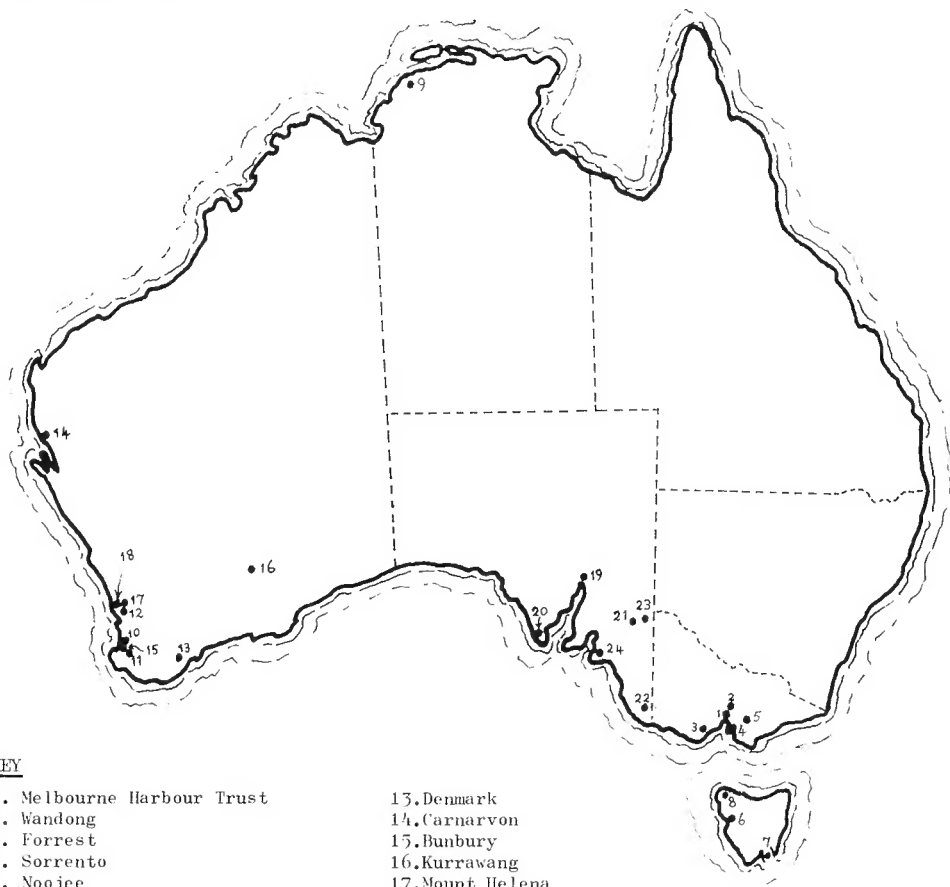 9
14
18
17
12
16
10
15
11
13
19
20
21 23
24
22
2
1
5
3
4
8
6
7
EY
. Melbourne Harbour Trust
. Wandong
. Forrest
. Sorrento
. Noojee
13.Denmark
14.Carnarvon
15.Bunbury
16.Kurrawang
17.Mount Helena